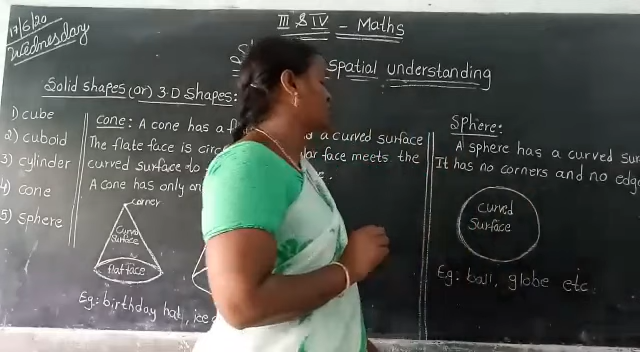 17/6/20
Wednesday
III & IV - Maths
spatial understanding
Solid shapes (or) 3-D Shapes:
1) cube
2) cuboid
3) cylinder
4) cone
5) sphere
cone: A cone has a a curved surface
The flate face is face meets the
curved surface
A cone has only
corner
Curved
Surface
flat face
Eg: birthday hat, ice
Sphere:
A sphere has a curved
It has no corners and no edge
curved
Surface
Eg: ball, globe etc.